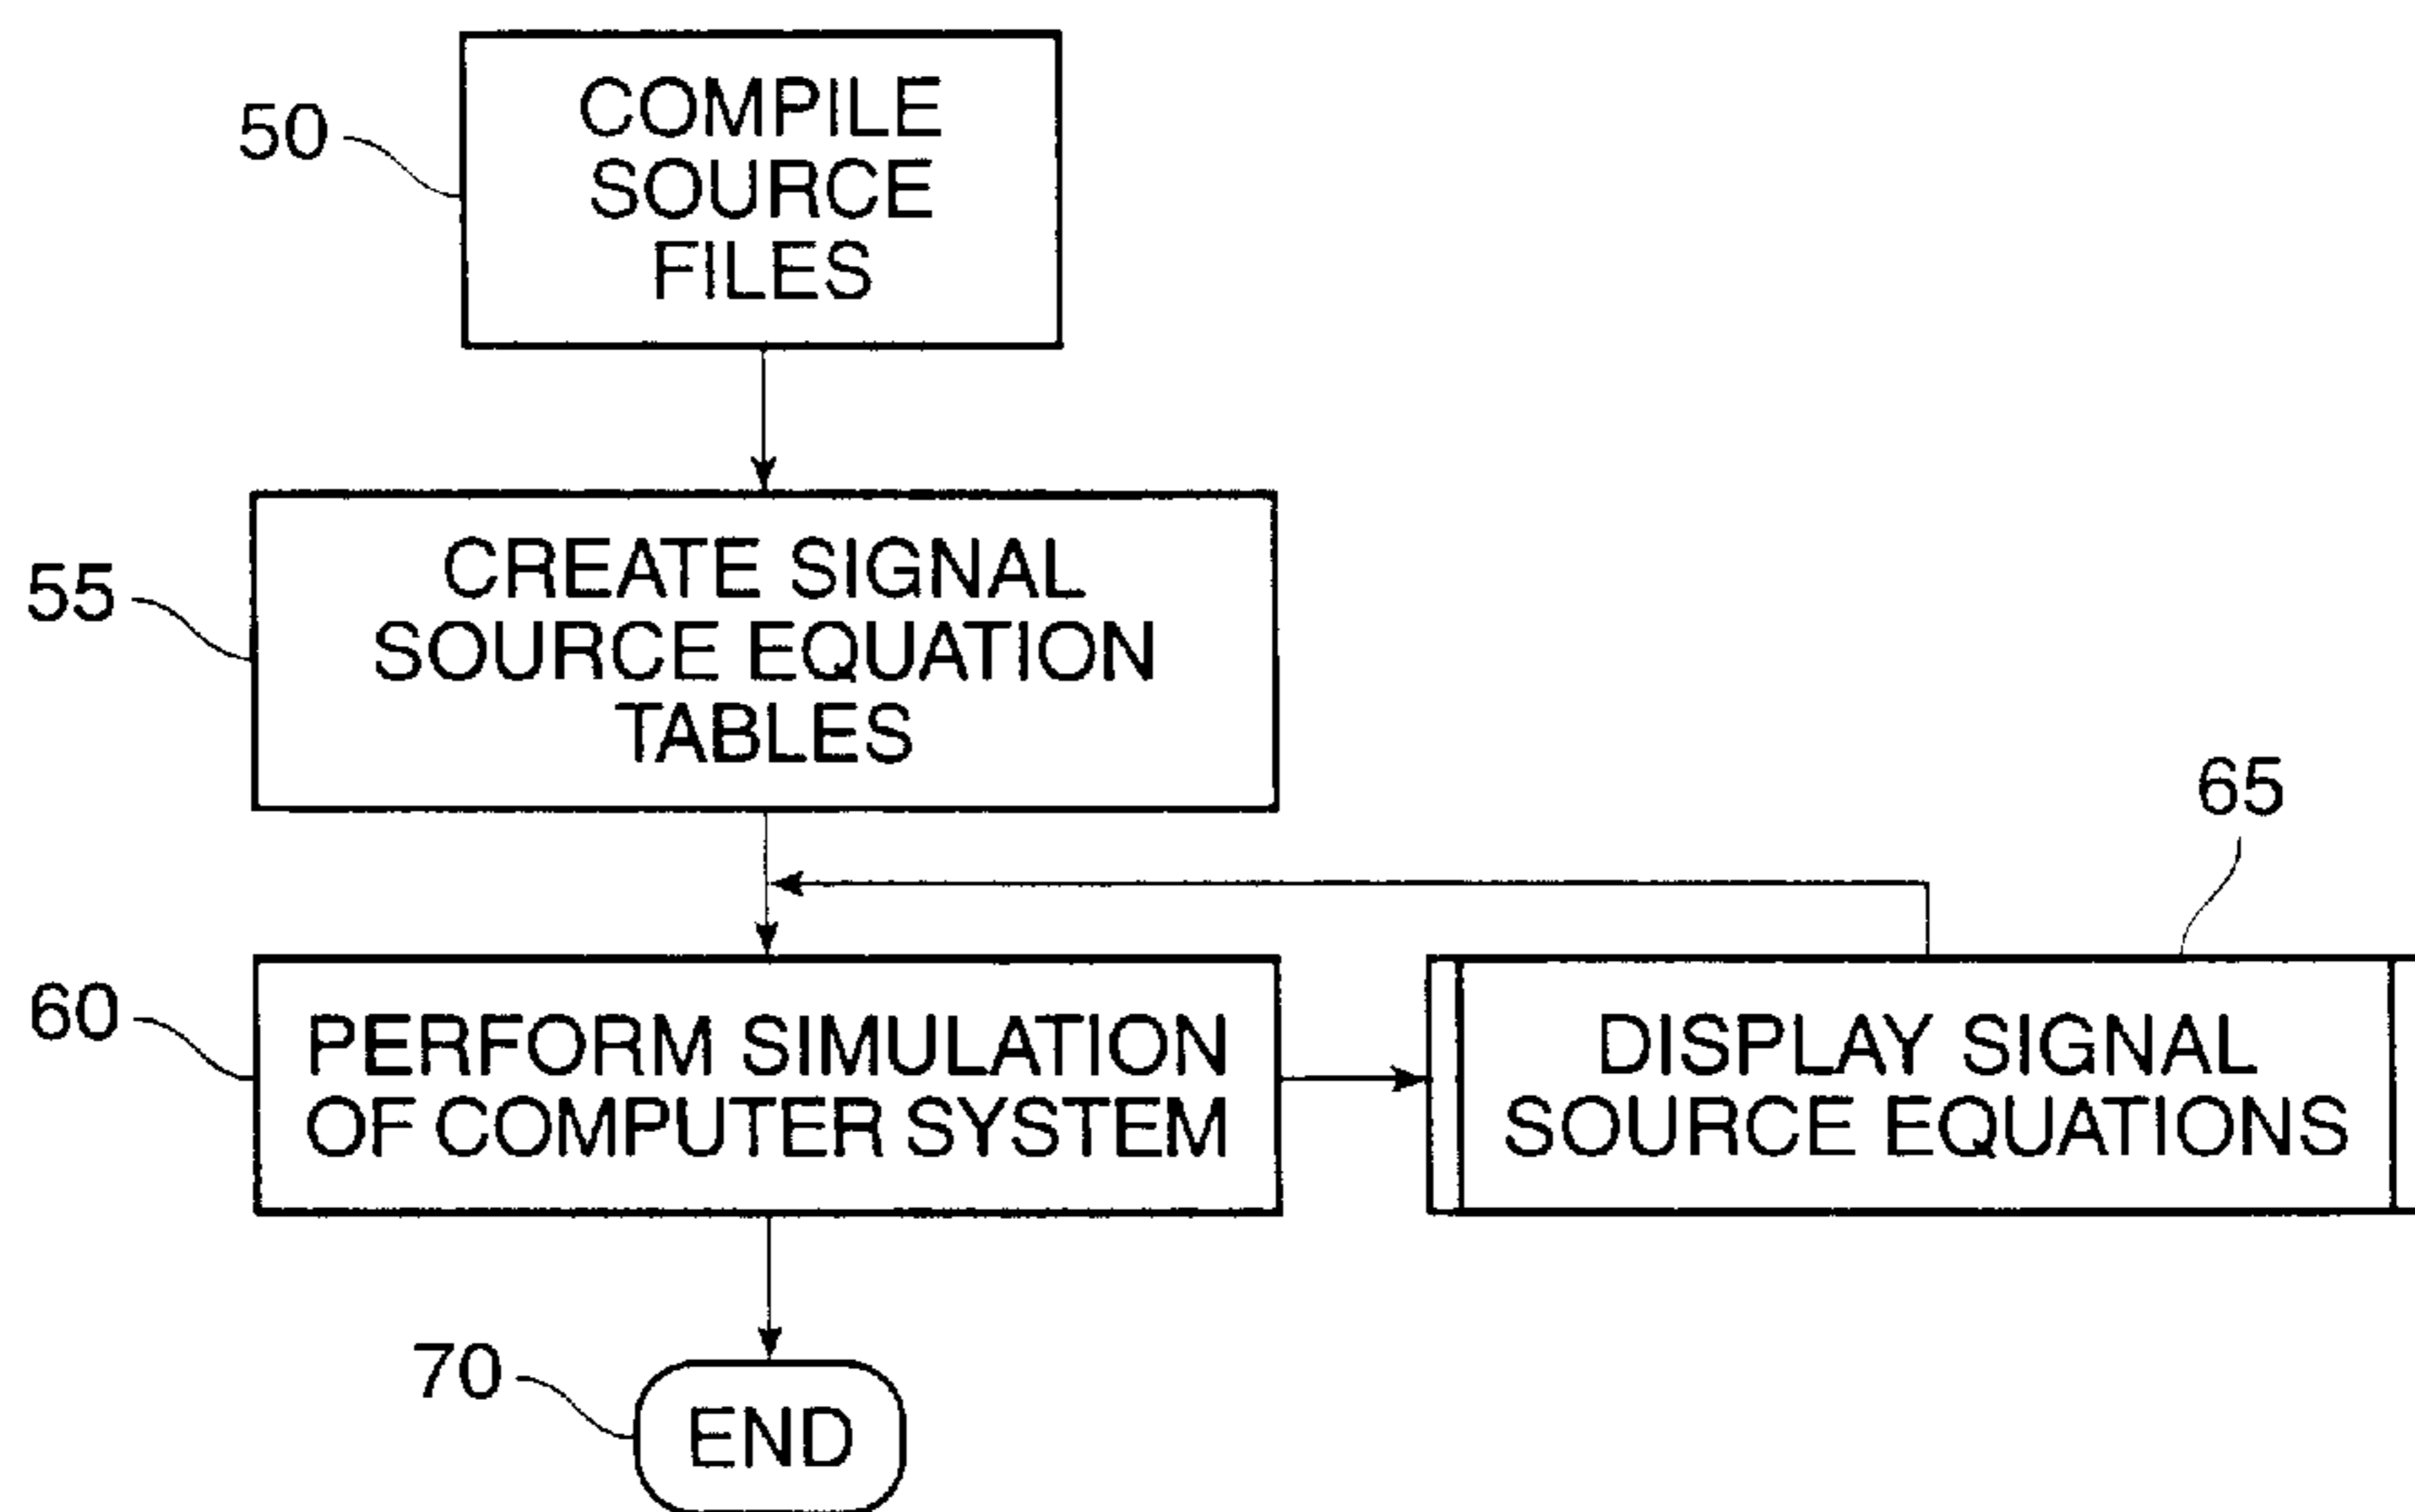 50
COMPILE
SOURCE
FILES
55
CREATE SIGNAL
SOURCE EQUATION
TABLES
65
60
PERFORM SIMULATION
OF COMPUTER SYSTEM
DISPLAY SIGNAL
SOURCE EQUATIONS
70
END